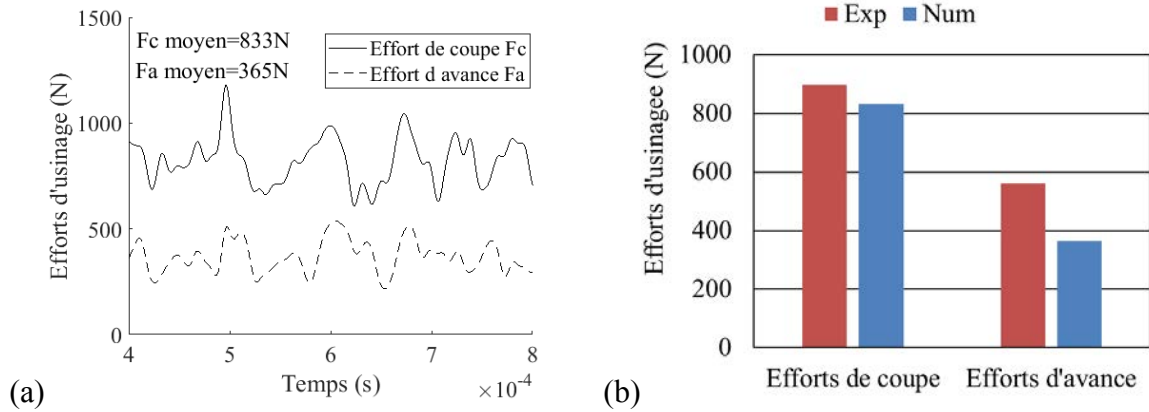 1500
Fc moyen=833N
Fa moyen=365N
Effort de coupe Fc
Effort d avance Fa
Efforts d'usinage (N)
1000
500
0
4 5 6 7 8
Temps (s)
×10⁻⁴
(a)
Exp Num
Efforts d'usinagee (N)
1000
800
600
400
200
0
Efforts de coupe Efforts d'avance
(b)